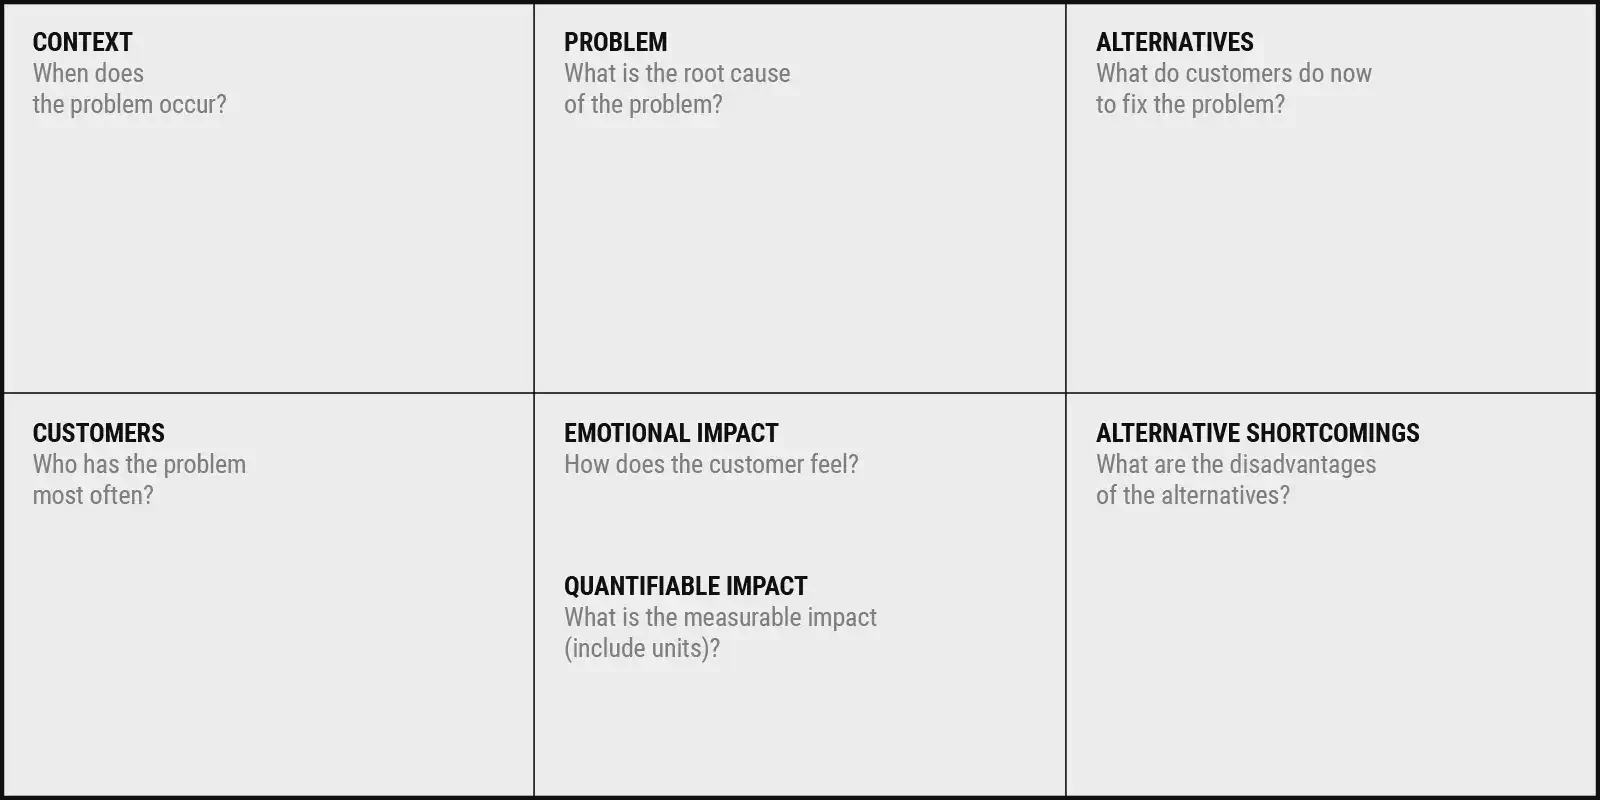 CONTEXT
When does
the problem occur?
PROBLEM
What is the root cause
of the problem?
ALTERNATIVES
What do customers do now
to fix the problem?
CUSTOMERS
Who has the problem
most often?
EMOTIONAL IMPACT
How does the customer feel?
QUANTIFIABLE IMPACT
What is the measurable impact
(include units)?
ALTERNATIVE SHORTCOMINGS
What are the disadvantages
of the alternatives?